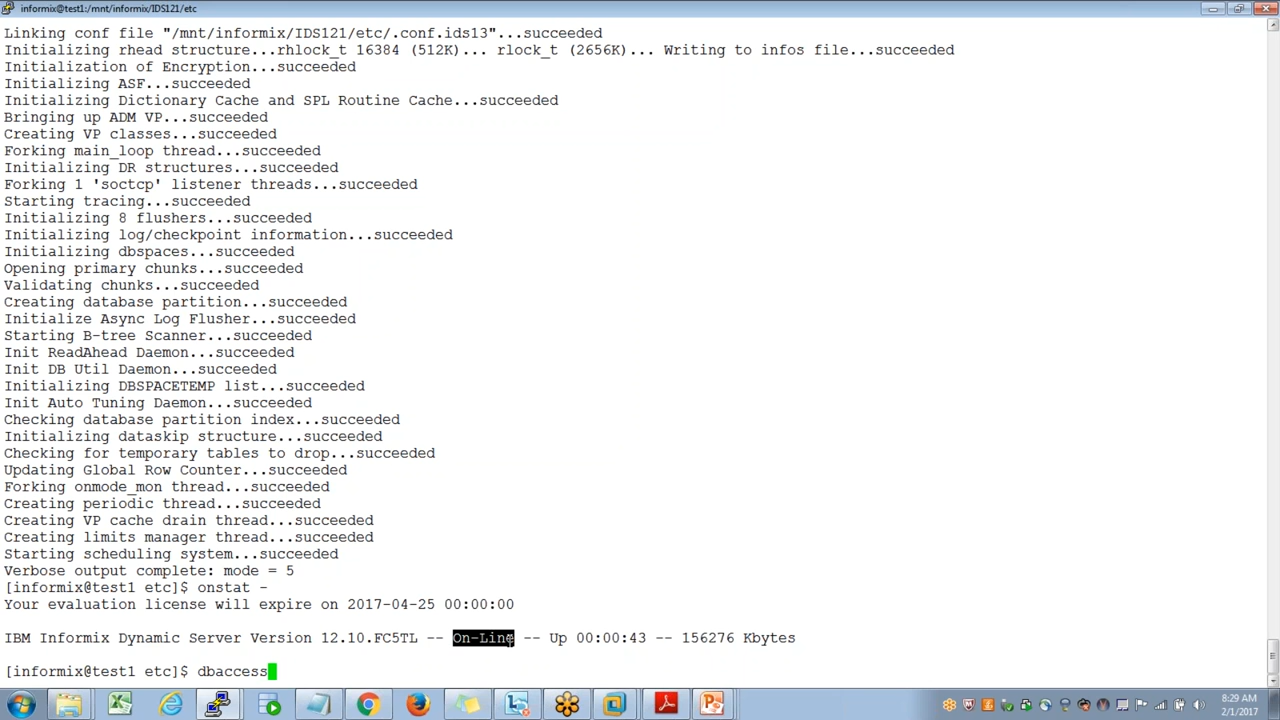 informix@test1:/mnt/informix/IDS121/etc
Linking conf file "/mnt/informix/IDS121/etc/.conf.ids13"...succeeded
Initializing rhead structure...rhlock_t 16384 (512K)... rlock_t (2656K)... Writing to infos file...succeeded
Initialization of Encryption...succeeded
Initializing ASF...succeeded
Initializing Dictionary Cache and SPL Routine Cache...succeeded
Bringing up ADM VP...succeeded
Creating VP classes...succeeded
Forking main_loop thread...succeeded
Initializing DR structures...succeeded
Forking 1 'soctcp' listener threads...succeeded
Starting tracing...succeeded
Initializing 8 flushers...succeeded
Initializing log/checkpoint information...succeeded
Initializing dbspaces...succeeded
Opening primary chunks...succeeded
Validating chunks...succeeded
Creating database partition...succeeded
Initialize Async Log Flusher...succeeded
Starting B-tree Scanner...succeeded
Init ReadAhead Daemon...succeeded
Init DB Util Daemon...succeeded
Initializing DBSPACETEMP list...succeeded
Init Auto Tuning Daemon...succeeded
Checking database partition index...succeeded
Initializing dataskip structure...succeeded
Checking for temporary tables to drop...succeeded
Updating Global Row Counter...succeeded
Forking onmode_mon thread...succeeded
Creating periodic thread...succeeded
Creating VP cache drain thread...succeeded
Creating limits manager thread...succeeded
Starting scheduling system...succeeded
Verbose output complete: mode = 5
[informix@test1 etc]$ onstat -
Your evaluation license will expire on 2017-04-25 00:00:00
IBM Informix Dynamic Server Version 12.10.FC5TL -- On-Line -- Up 00:00:43 -- 156276 Kbytes
[informix@test1 etc]$ dbaccess
8:29 AM
2/1/2017